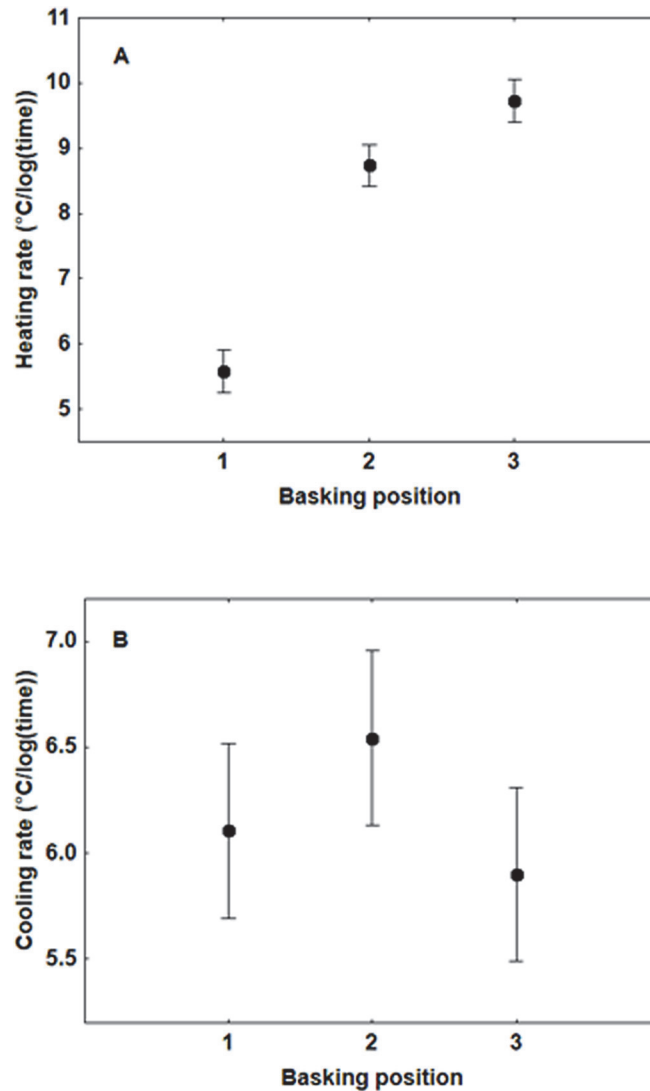 A
Heating rate (°C/log(time))
11
10
9
8
7
6
5
1 2 3
Basking position
B
Cooling rate (°C/log(time))
7.0
6.5
6.0
5.5
1 2 3
Basking position